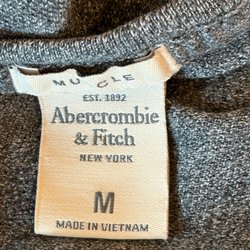 MUSCLE
EST. 1892
Abercrombie
& Fitch
NEW YORK
M
MADE IN VIETNAM